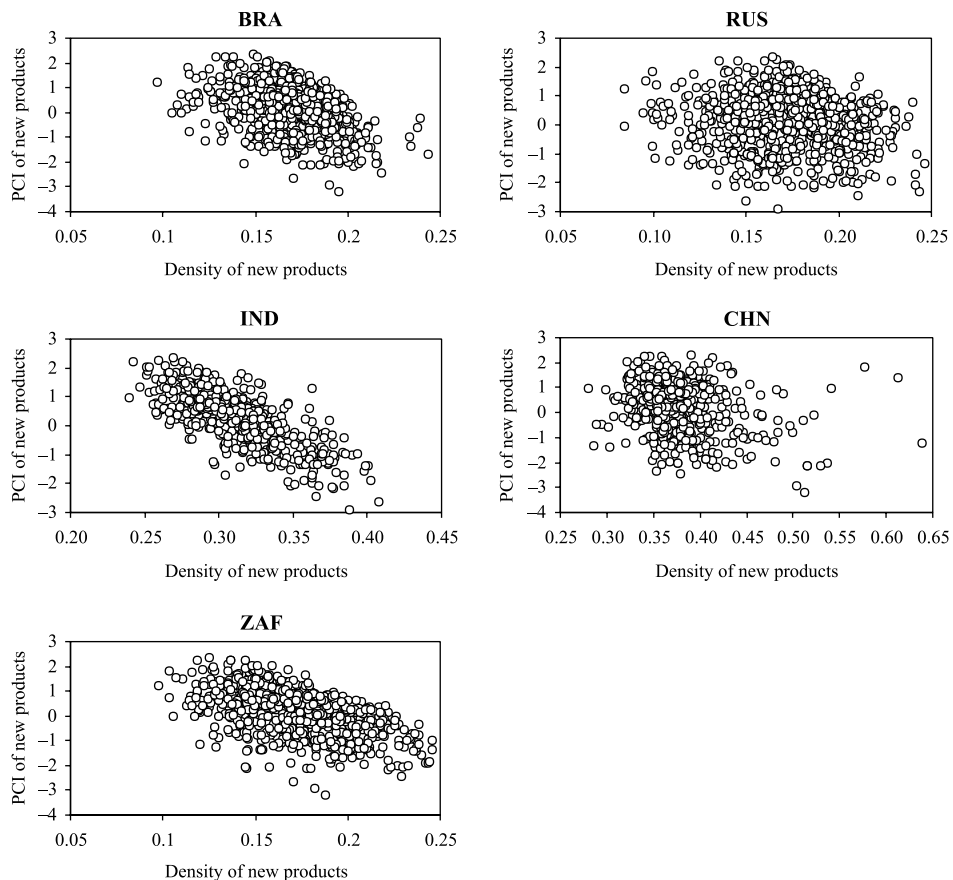 BRA
PCI of new products
3
2
1
0
–1
–2
–3
–4
0.05 0.1 0.15 0.2 0.25
Density of new products
RUS
PCI of new products
3
2
1
0
–1
–2
–3
0.05 0.10 0.15 0.20 0.25
Density of new products
IND
PCI of new products
3
2
1
0
–1
–2
–3
0.20 0.25 0.30 0.35 0.40 0.45
Density of new products
CHN
PCI of new products
3
2
1
0
–1
–2
–3
–4
0.25 0.30 0.35 0.40 0.45 0.50 0.55 0.60 0.65
Density of new products
ZAF
PCI of new products
3
2
1
0
–1
–2
–3
–4
0.05 0.1 0.15 0.2 0.25
Density of new products